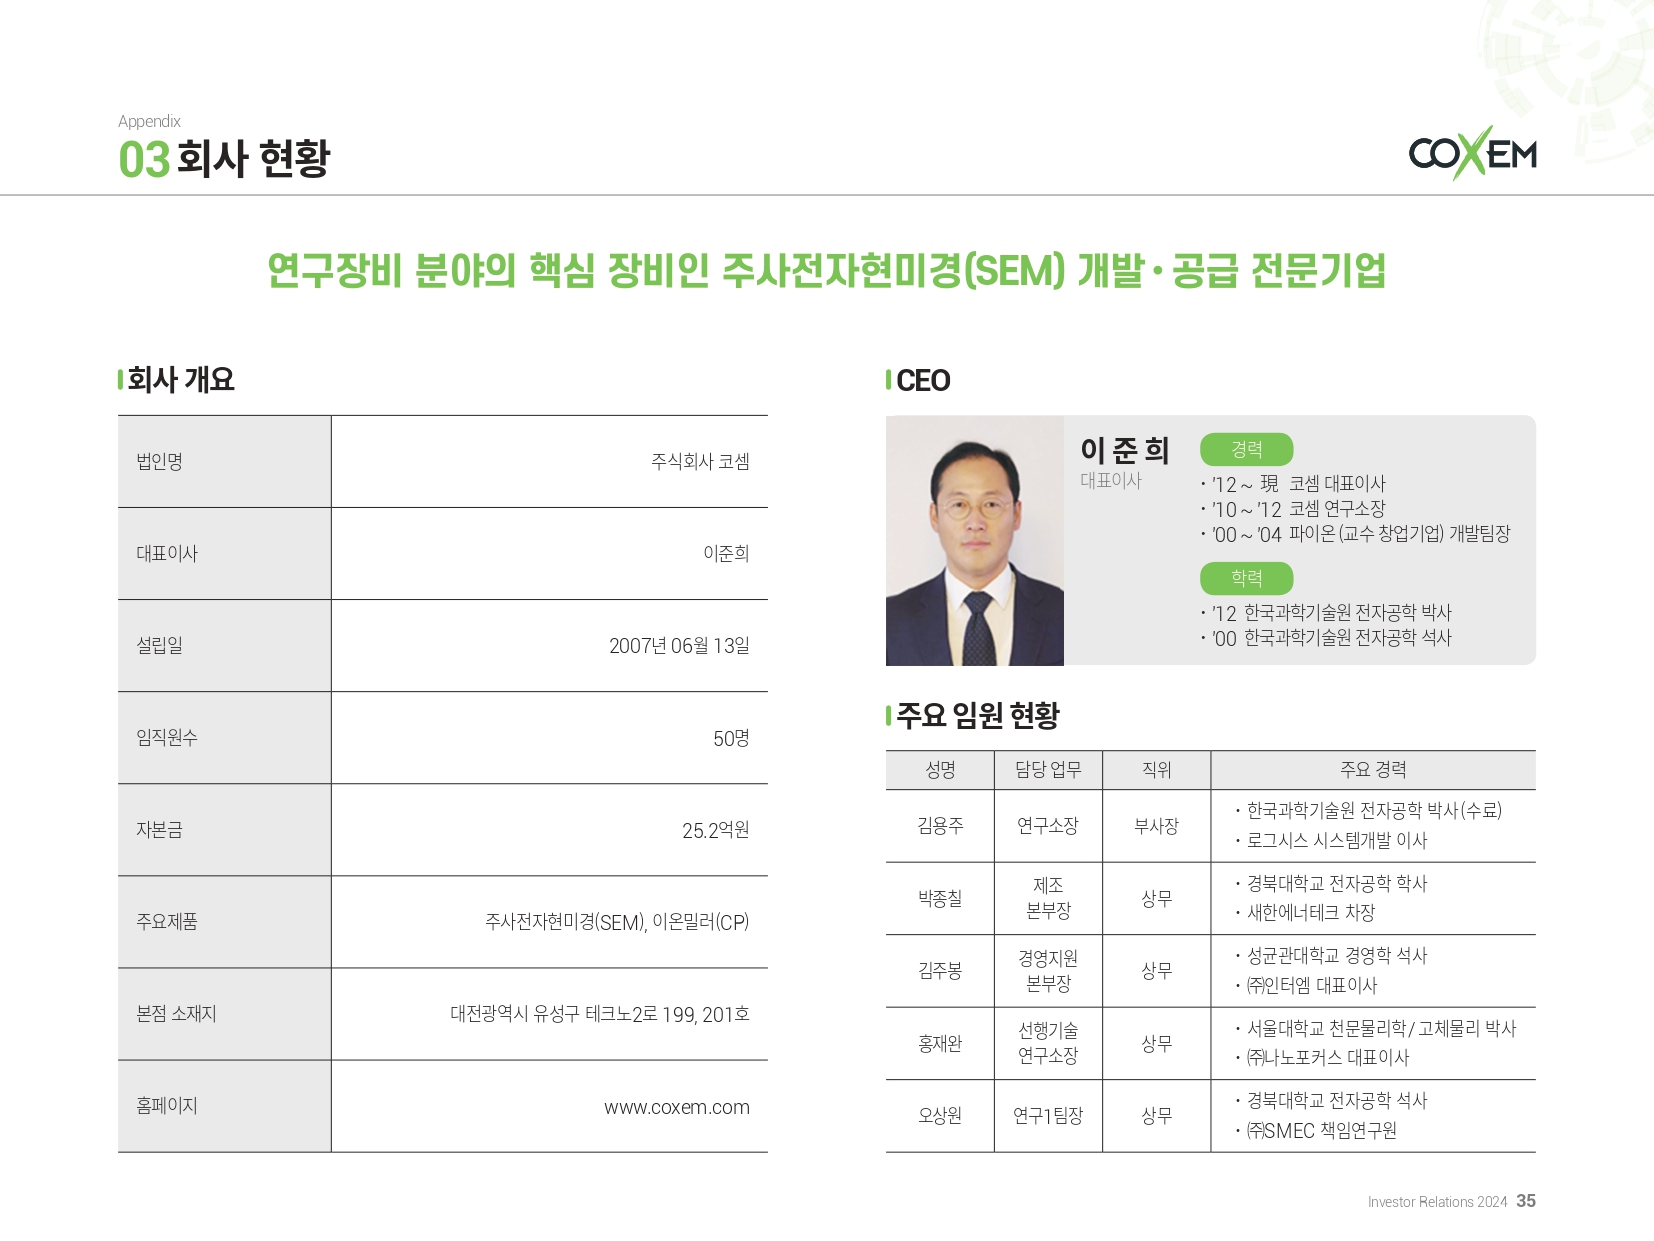 Appendix
03 회사 현황
COXEM
연구장비 분야의 핵심 장비인 주사전자현미경(SEM) 개발·공급 전문기업
회사 개요
법인명 주식회사 코셈
대표이사 이준희
설립일 2007년 06월 13일
임직원수 50명
자본금 25.2억원
주요제품 주사전자현미경(SEM), 이온밀러(CP)
본점 소재지 대전광역시 유성구 테크노2로 199, 201호
홈페이지 www.coxem.com
CEO
이 준 희
대표이사
경력
· '12 ~ 現 코셈 대표이사
· '10 ~ '12 코셈 연구소장
· '00 ~ '04 파이온(교수 창업기업) 개발팀장
학력
· '12 한국과학기술원 전자공학 박사
· '00 한국과학기술원 전자공학 석사
주요 임원 현황
성명 담당 업무 직위 주요 경력
김용주 연구소장 부사장
· 한국과학기술원 전자공학 박사(수료)
· 로그시스 시스템개발 이사
박종칠 제조
본부장 상무
· 경북대학교 전자공학 학사
· 새한에너테크 차장
김주봉 경영지원
본부장 상무
· 성균관대학교 경영학 석사
· ㈜인터엠 대표이사
홍재완 선행기술
연구소장 상무
· 서울대학교 천문물리학/고체물리 박사
· ㈜나노포커스 대표이사
오상원 연구1팀장 상무
· 경북대학교 전자공학 석사
· ㈜SMEC 책임연구원
Investor Relations 2024 35